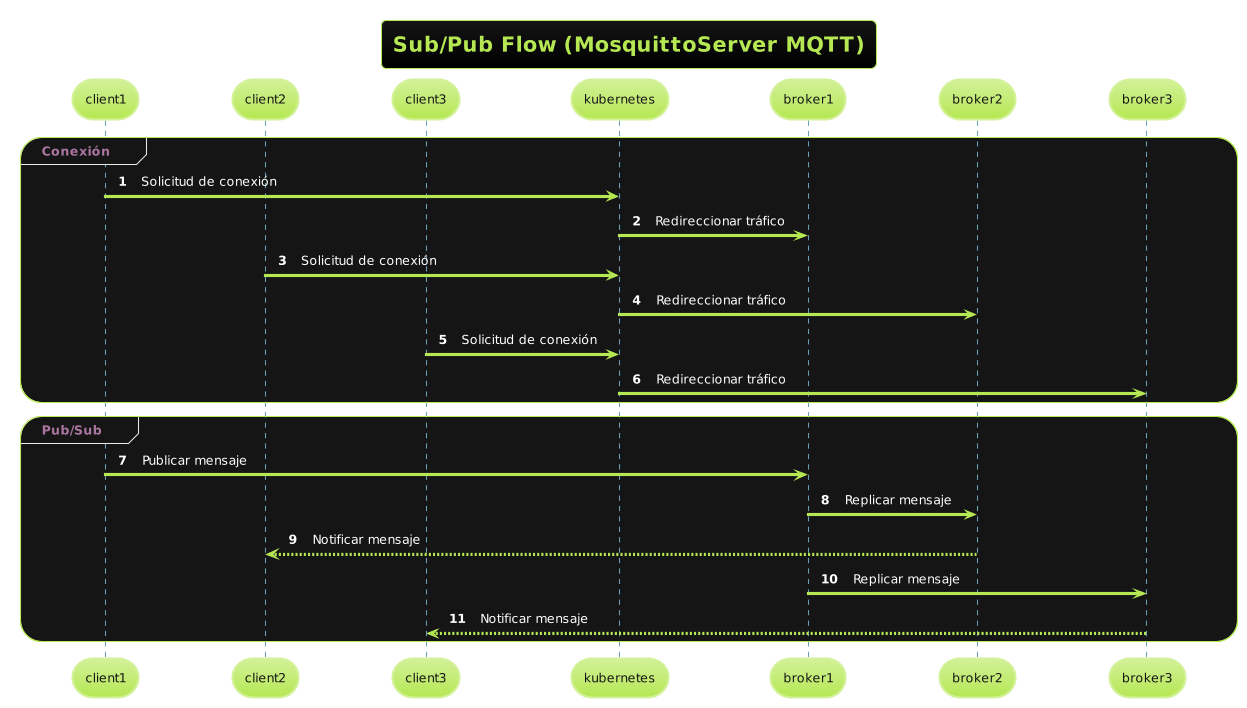 Sub/Pub Flow (MosquittoServer MQTT)
client1 client2 client3 kubernetes broker1 broker2 broker3
Conexión
1 Solicitud de conexión
2 Redireccionar tráfico
3 Solicitud de conexión
4 Redireccionar tráfico
5 Solicitud de conexión
6 Redireccionar tráfico
Pub/Sub
7 Publicar mensaje
8 Replicar mensaje
9 Notificar mensaje
10 Replicar mensaje
11 Notificar mensaje
client1 client2 client3 kubernetes broker1 broker2 broker3